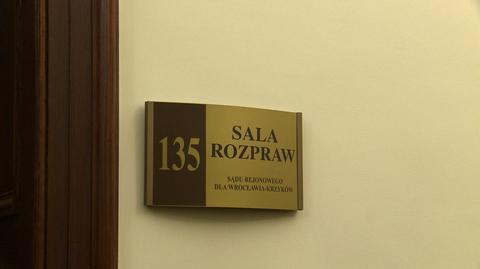 135
SALA
ROZPRAW
SĄDU REJONOWEGO
DLA WROCŁAWIA-KRZYKÓW